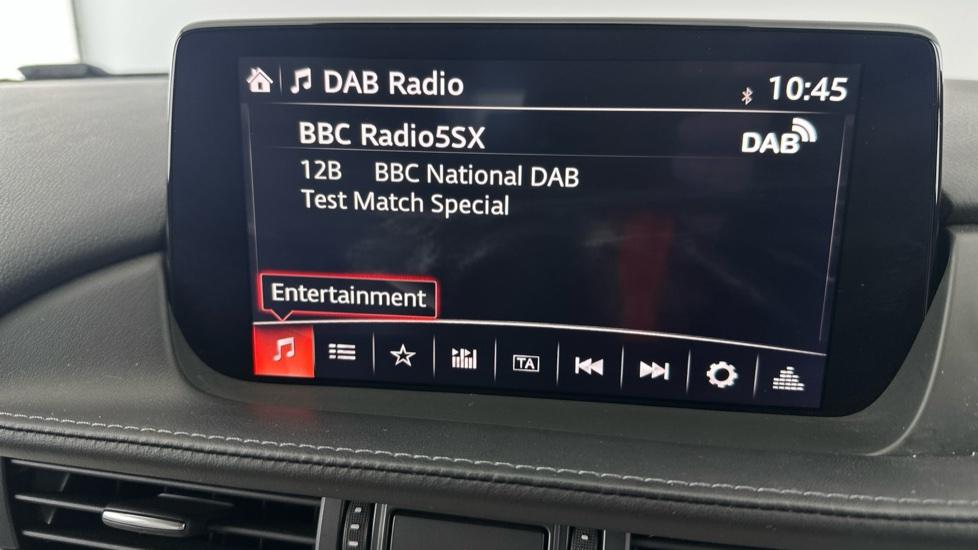 DAB Radio
10:45
BBC Radio5SX
DAB
12B BBC National DAB
Test Match Special
Entertainment
TA